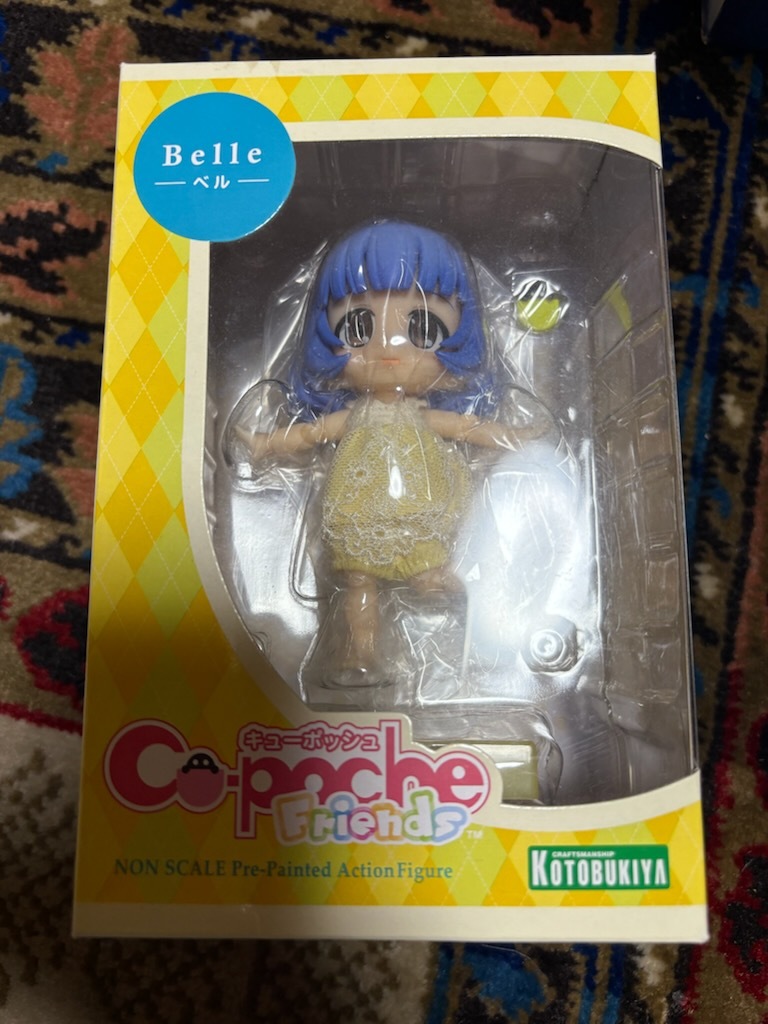 Belle
ベル
キューポッシュ
Cu-poche
Friends™
NON SCALE Pre-Painted Action Figure
CRAFTSMANSHIP
KOTOBUKIYA